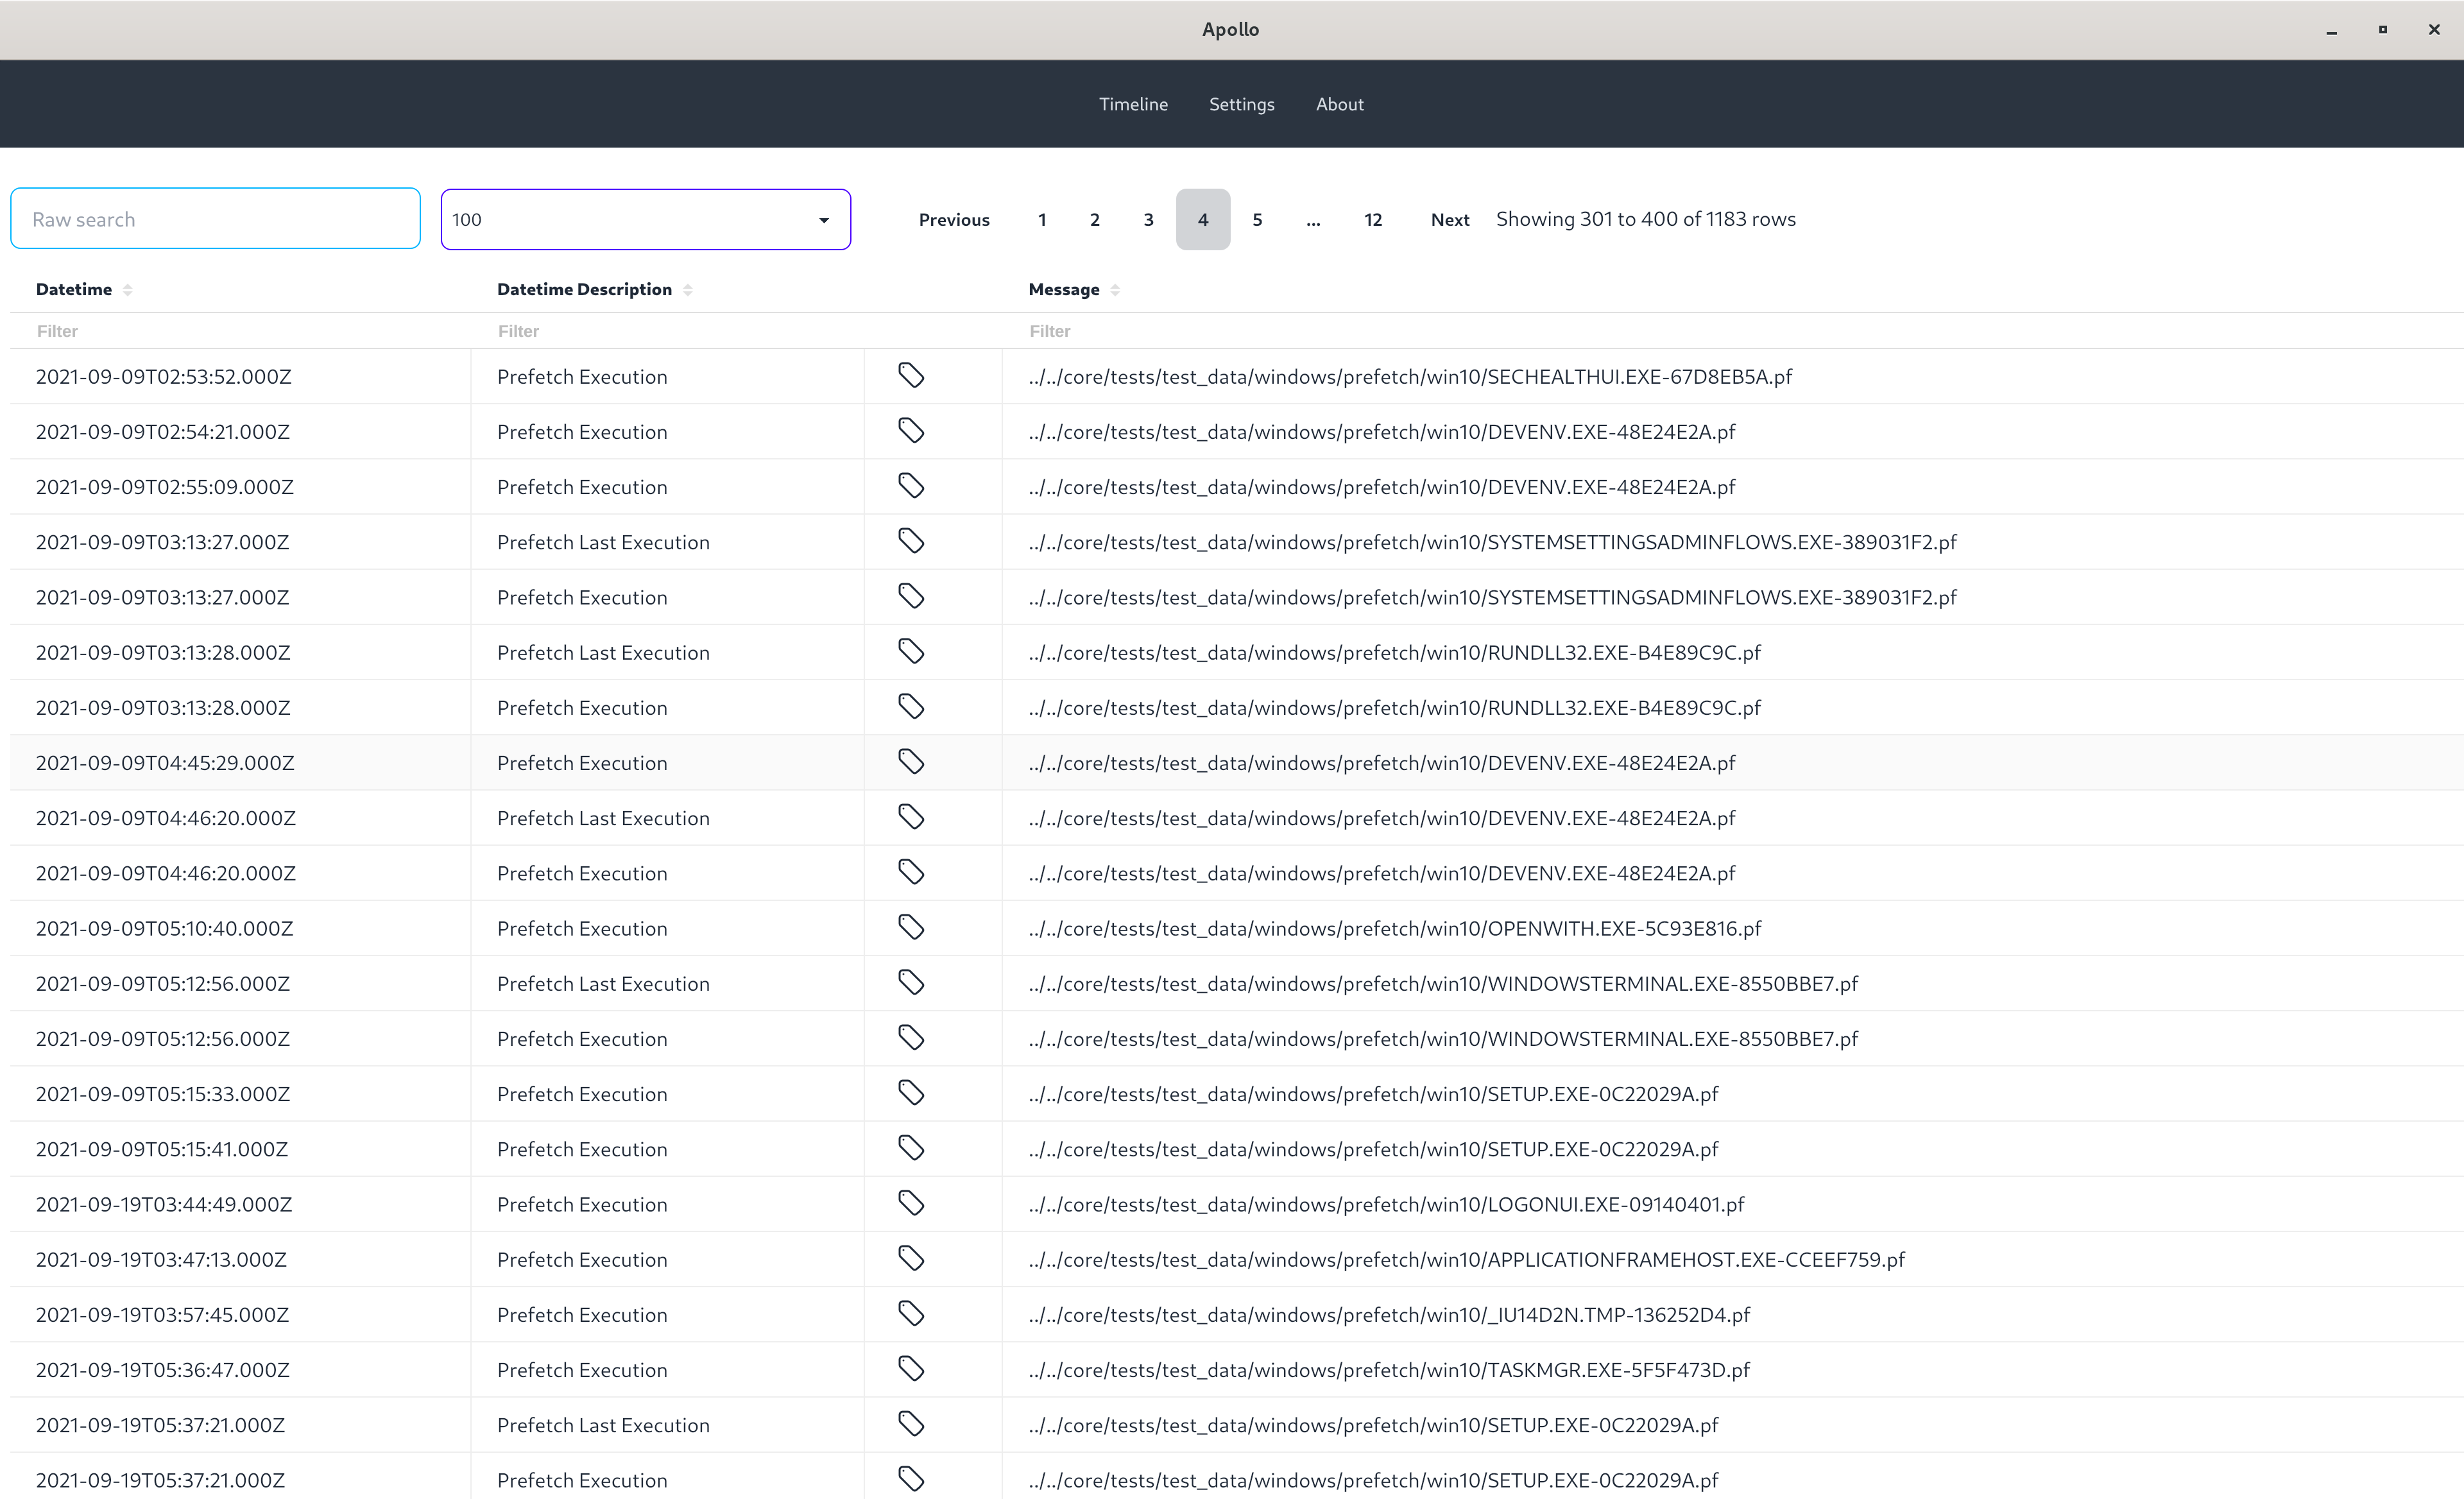 Apollo
Timeline Settings About
Raw search 100 Previous 1 2 3 4 5 ... 12 Next Showing 301 to 400 of 1183 rows
Datetime Datetime Description Message
Filter Filter Filter
2021-09-09T02:53:52.000Z Prefetch Execution ../../core/tests/test_data/windows/prefetch/win10/SECHEALTHUI.EXE-67D8EB5A.pf
2021-09-09T02:54:21.000Z Prefetch Execution ../../core/tests/test_data/windows/prefetch/win10/DEVENV.EXE-48E24E2A.pf
2021-09-09T02:55:09.000Z Prefetch Execution ../../core/tests/test_data/windows/prefetch/win10/DEVENV.EXE-48E24E2A.pf
2021-09-09T03:13:27.000Z Prefetch Last Execution ../../core/tests/test_data/windows/prefetch/win10/SYSTEMSETTINGSADMINFLOWS.EXE-389031F2.pf
2021-09-09T03:13:27.000Z Prefetch Execution ../../core/tests/test_data/windows/prefetch/win10/SYSTEMSETTINGSADMINFLOWS.EXE-389031F2.pf
2021-09-09T03:13:28.000Z Prefetch Last Execution ../../core/tests/test_data/windows/prefetch/win10/RUNDLL32.EXE-B4E89C9C.pf
2021-09-09T03:13:28.000Z Prefetch Execution ../../core/tests/test_data/windows/prefetch/win10/RUNDLL32.EXE-B4E89C9C.pf
2021-09-09T04:45:29.000Z Prefetch Execution ../../core/tests/test_data/windows/prefetch/win10/DEVENV.EXE-48E24E2A.pf
2021-09-09T04:46:20.000Z Prefetch Last Execution ../../core/tests/test_data/windows/prefetch/win10/DEVENV.EXE-48E24E2A.pf
2021-09-09T04:46:20.000Z Prefetch Execution ../../core/tests/test_data/windows/prefetch/win10/DEVENV.EXE-48E24E2A.pf
2021-09-09T05:10:40.000Z Prefetch Execution ../../core/tests/test_data/windows/prefetch/win10/OPENWITH.EXE-5C93E816.pf
2021-09-09T05:12:56.000Z Prefetch Last Execution ../../core/tests/test_data/windows/prefetch/win10/WINDOWSTERMINAL.EXE-8550BBE7.pf
2021-09-09T05:12:56.000Z Prefetch Execution ../../core/tests/test_data/windows/prefetch/win10/WINDOWSTERMINAL.EXE-8550BBE7.pf
2021-09-09T05:15:33.000Z Prefetch Execution ../../core/tests/test_data/windows/prefetch/win10/SETUP.EXE-0C22029A.pf
2021-09-09T05:15:41.000Z Prefetch Execution ../../core/tests/test_data/windows/prefetch/win10/SETUP.EXE-0C22029A.pf
2021-09-19T03:44:49.000Z Prefetch Execution ../../core/tests/test_data/windows/prefetch/win10/LOGONUI.EXE-09140401.pf
2021-09-19T03:47:13.000Z Prefetch Execution ../../core/tests/test_data/windows/prefetch/win10/APPLICATIONFRAMEHOST.EXE-CCEEF759.pf
2021-09-19T03:57:45.000Z Prefetch Execution ../../core/tests/test_data/windows/prefetch/win10/_IU14D2N.TMP-136252D4.pf
2021-09-19T05:36:47.000Z Prefetch Execution ../../core/tests/test_data/windows/prefetch/win10/TASKMGR.EXE-5F5F473D.pf
2021-09-19T05:37:21.000Z Prefetch Last Execution ../../core/tests/test_data/windows/prefetch/win10/SETUP.EXE-0C22029A.pf
2021-09-19T05:37:21.000Z Prefetch Execution ../../core/tests/test_data/windows/prefetch/win10/SETUP.EXE-0C22029A.pf